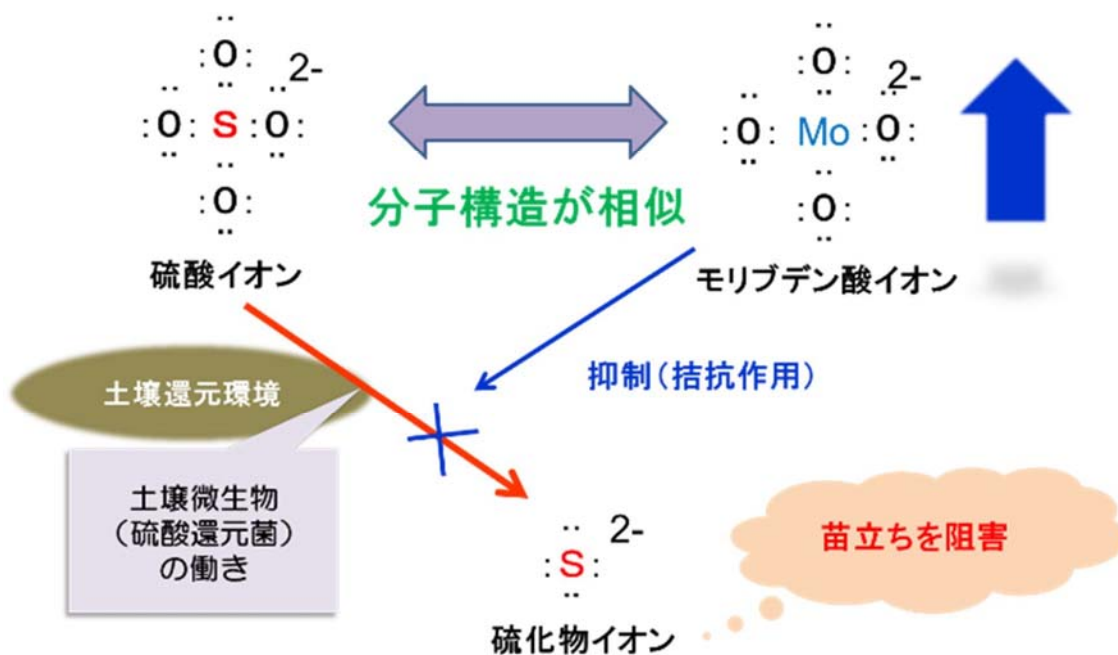 O
2-
O S O
O
硫酸イオン
分子構造が相似
O
2-
O Mo O
O
モリブデン酸イオン
土壌還元環境
抑制(拮抗作用)
土壌微生物
(硫酸還元菌)
の働き
S
2-
硫化物イオン
苗立ちを阻害